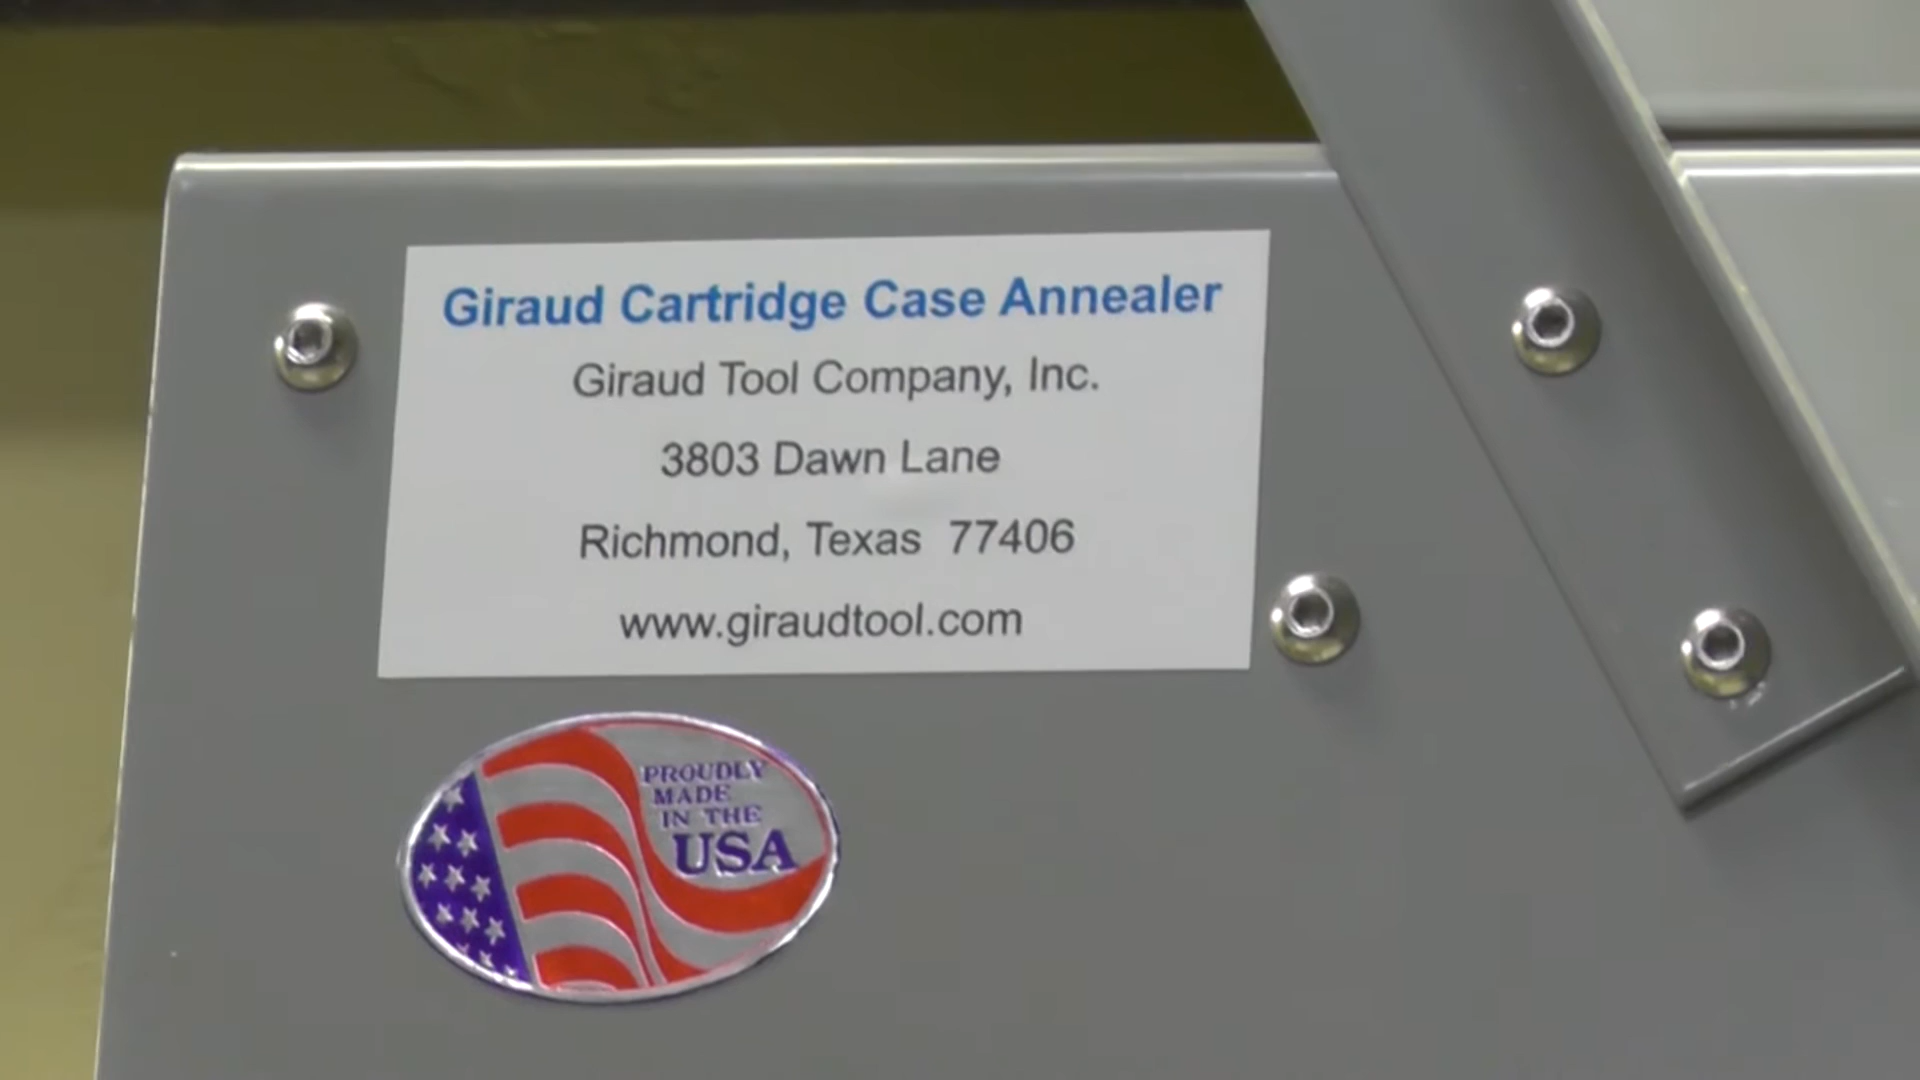 Giraud Cartridge Case Annealer
Giraud Tool Company, Inc.
3803 Dawn Lane
Richmond, Texas  77406
www.giraudtool.com
PROUDLY
MADE
IN THE
USA